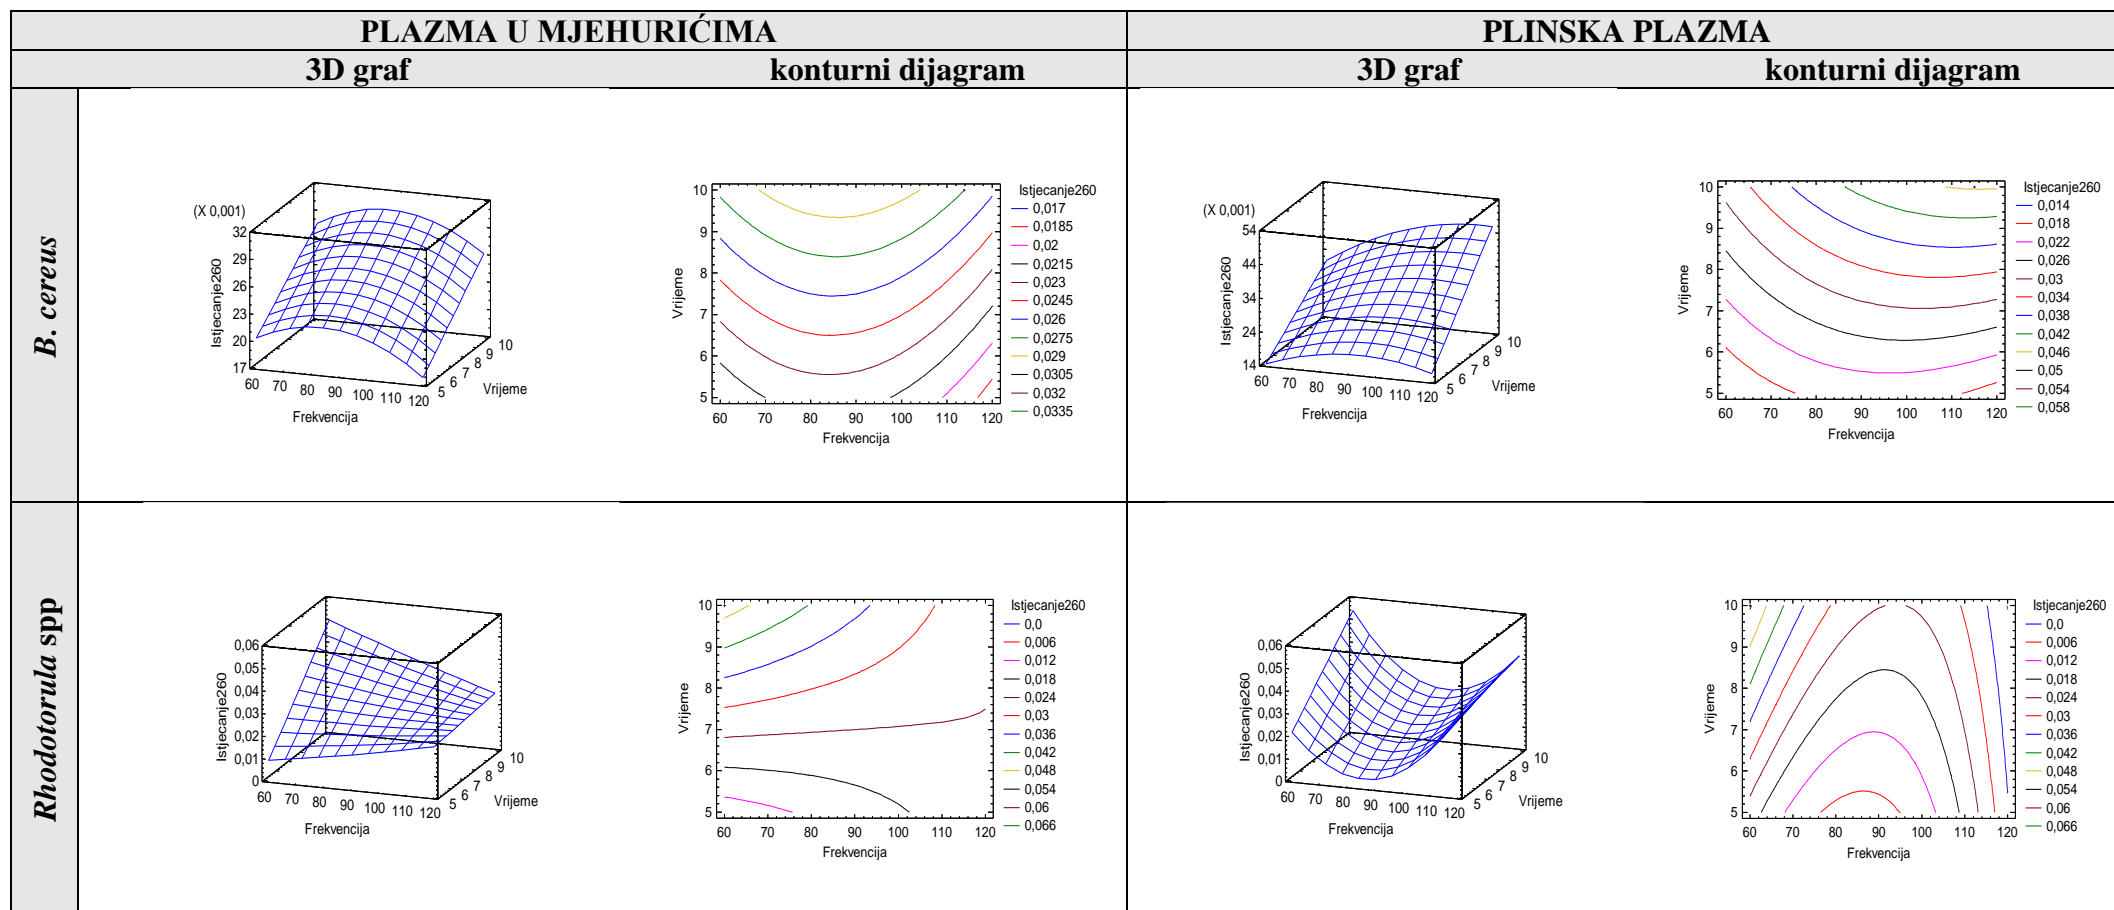 PLAZMA U MJEHURIĆIMA
PLINSKA PLAZMA
3D graf
konturni dijagram
3D graf
konturni dijagram
B. cereus
(X 0,001)
32
29
26
23
20
17
Istjecanje260
60 70 80 90 100 110 120
Frekvencija
5 6 7 8 9 10
Vrijeme
10
9
8
7
6
5
Vrijeme
60 70 80 90 100 110 120
Frekvencija
Istjecanje260
0,017
0,0185
0,02
0,0215
0,023
0,0245
0,026
0,0275
0,029
0,0305
0,032
0,0335
(X 0,001)
54
44
34
24
14
Istjecanje260
60 70 80 90 100 110 120
Frekvencija
5 6 7 8 9 10
Vrijeme
10
9
8
7
6
5
Vrijeme
60 70 80 90 100 110 120
Frekvencija
Istjecanje260
0,014
0,018
0,022
0,026
0,03
0,034
0,038
0,042
0,046
0,05
0,054
0,058
Rhodotorula spp
0,06
0,05
0,04
0,03
0,02
0,01
0
Istjecanje260
60 70 80 90 100 110 120
Frekvencija
5 6 7 8 9 10
Vrijeme
10
9
8
7
6
5
Vrijeme
60 70 80 90 100 110 120
Frekvencija
Istjecanje260
0,0
0,006
0,012
0,018
0,024
0,03
0,036
0,042
0,048
0,054
0,06
0,066
0,06
0,05
0,04
0,03
0,02
0,01
0
Istjecanje260
60 70 80 90 100 110 120
Frekvencija
5 6 7 8 9 10
Vrijeme
10
9
8
7
6
5
Vrijeme
60 70 80 90 100 110 120
Frekvencija
Istjecanje260
0,0
0,006
0,012
0,018
0,024
0,03
0,036
0,042
0,048
0,054
0,06
0,066